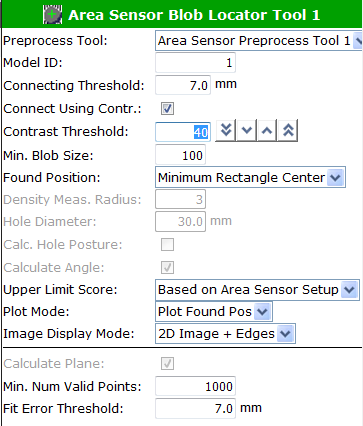 Area Sensor Blob Locator Tool 1
Preprocess Tool: Area Sensor Preprocess Tool 1
Model ID: 1
Connecting Threshold: 7.0 mm
Connect Using Contr.:
Contrast Threshold: 40
Min. Blob Size: 100
Found Position: Minimum Rectangle Center
Density Meas. Radius: 3
Hole Diameter: 30.0 mm
Calc. Hole Posture:
Calculate Angle:
Upper Limit Score: Based on Area Sensor Setup
Plot Mode: Plot Found Pos
Image Display Mode: 2D Image + Edges
Calculate Plane:
Min. Num Valid Points: 1000
Fit Error Threshold: 7.0 mm